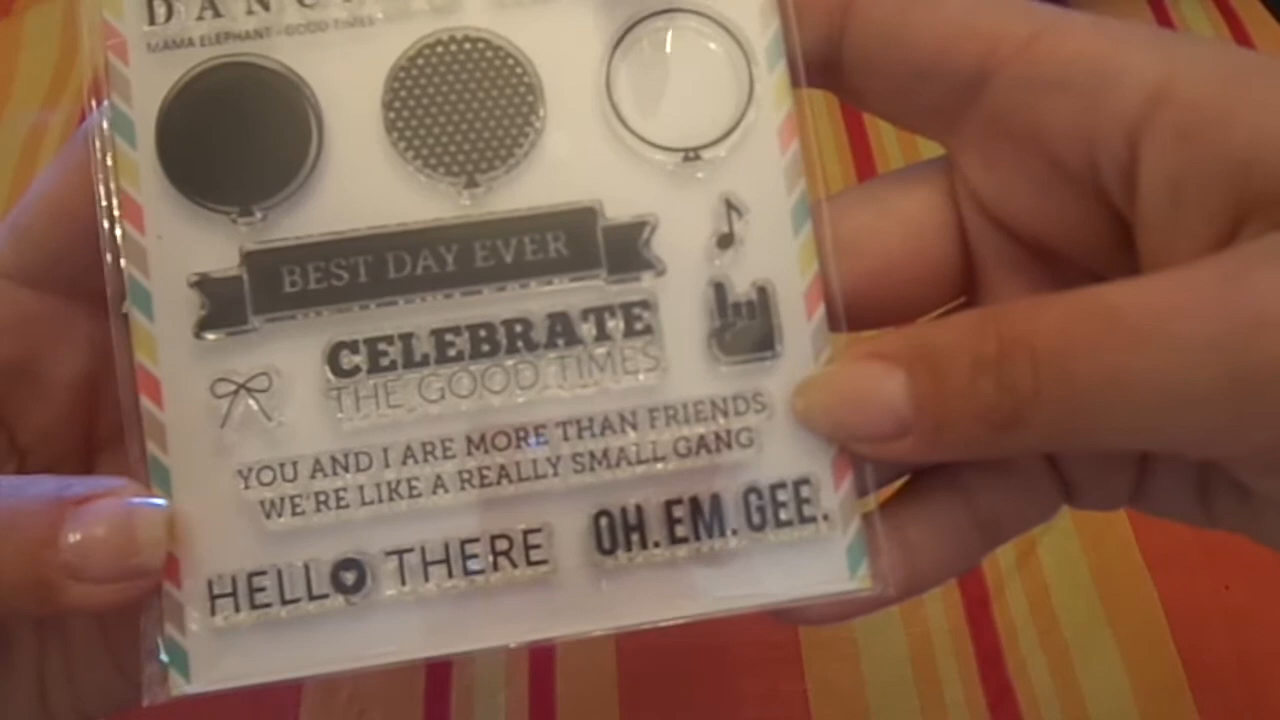 MAMA ELEPHANT - GOOD TIMES
BEST DAY EVER
CELEBRATE
THE GOOD TIMES
YOU AND I ARE MORE THAN FRIENDS
WE'RE LIKE A REALLY SMALL GANG
HELLO THERE
OH. EM. GEE.